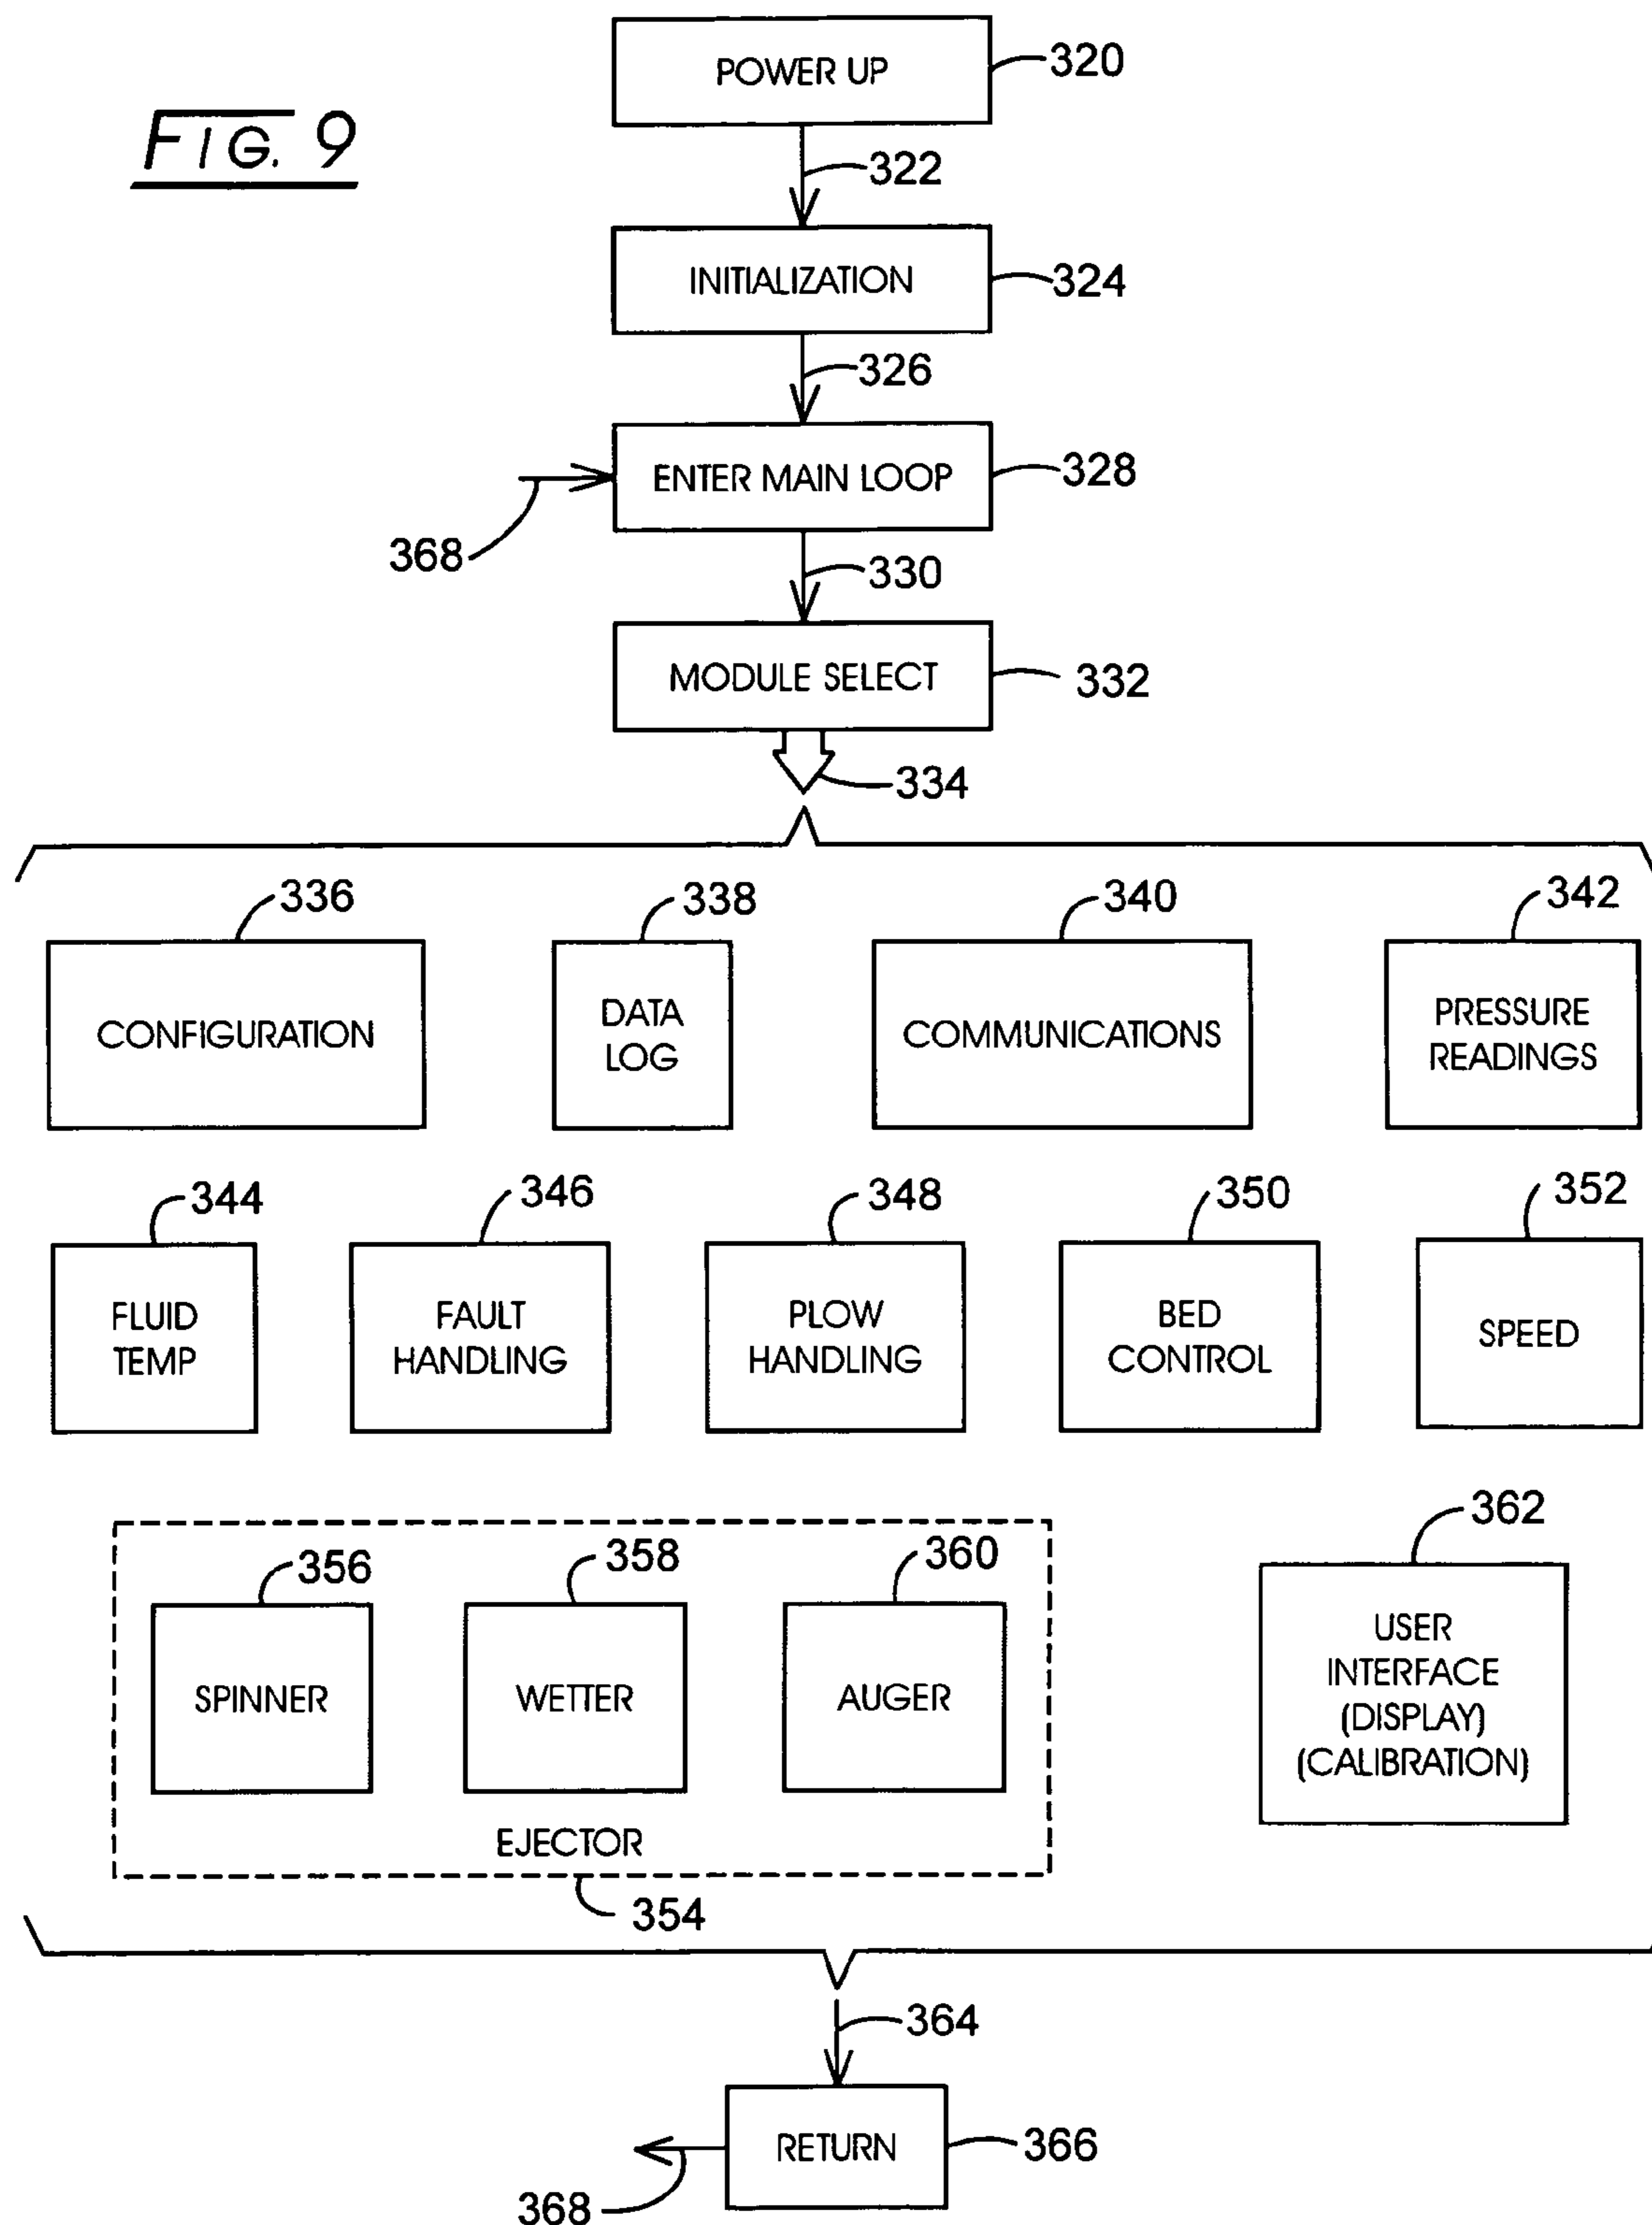 FIG. 9
POWER UP
320
322
INITIALIZATION
324
326
ENTER MAIN LOOP
328
368
330
MODULE SELECT
332
334
336
338
340
342
CONFIGURATION
DATA
LOG
COMMUNICATIONS
PRESSURE
READINGS
344
346
348
350
352
FLUID
TEMP
FAULT
HANDLING
PLOW
HANDLING
BED
CONTROL
SPEED
356
358
360
362
SPINNER
WETTER
AUGER
USER
INTERFACE
(DISPLAY)
(CALIBRATION)
EJECTOR
354
364
RETURN
366
368